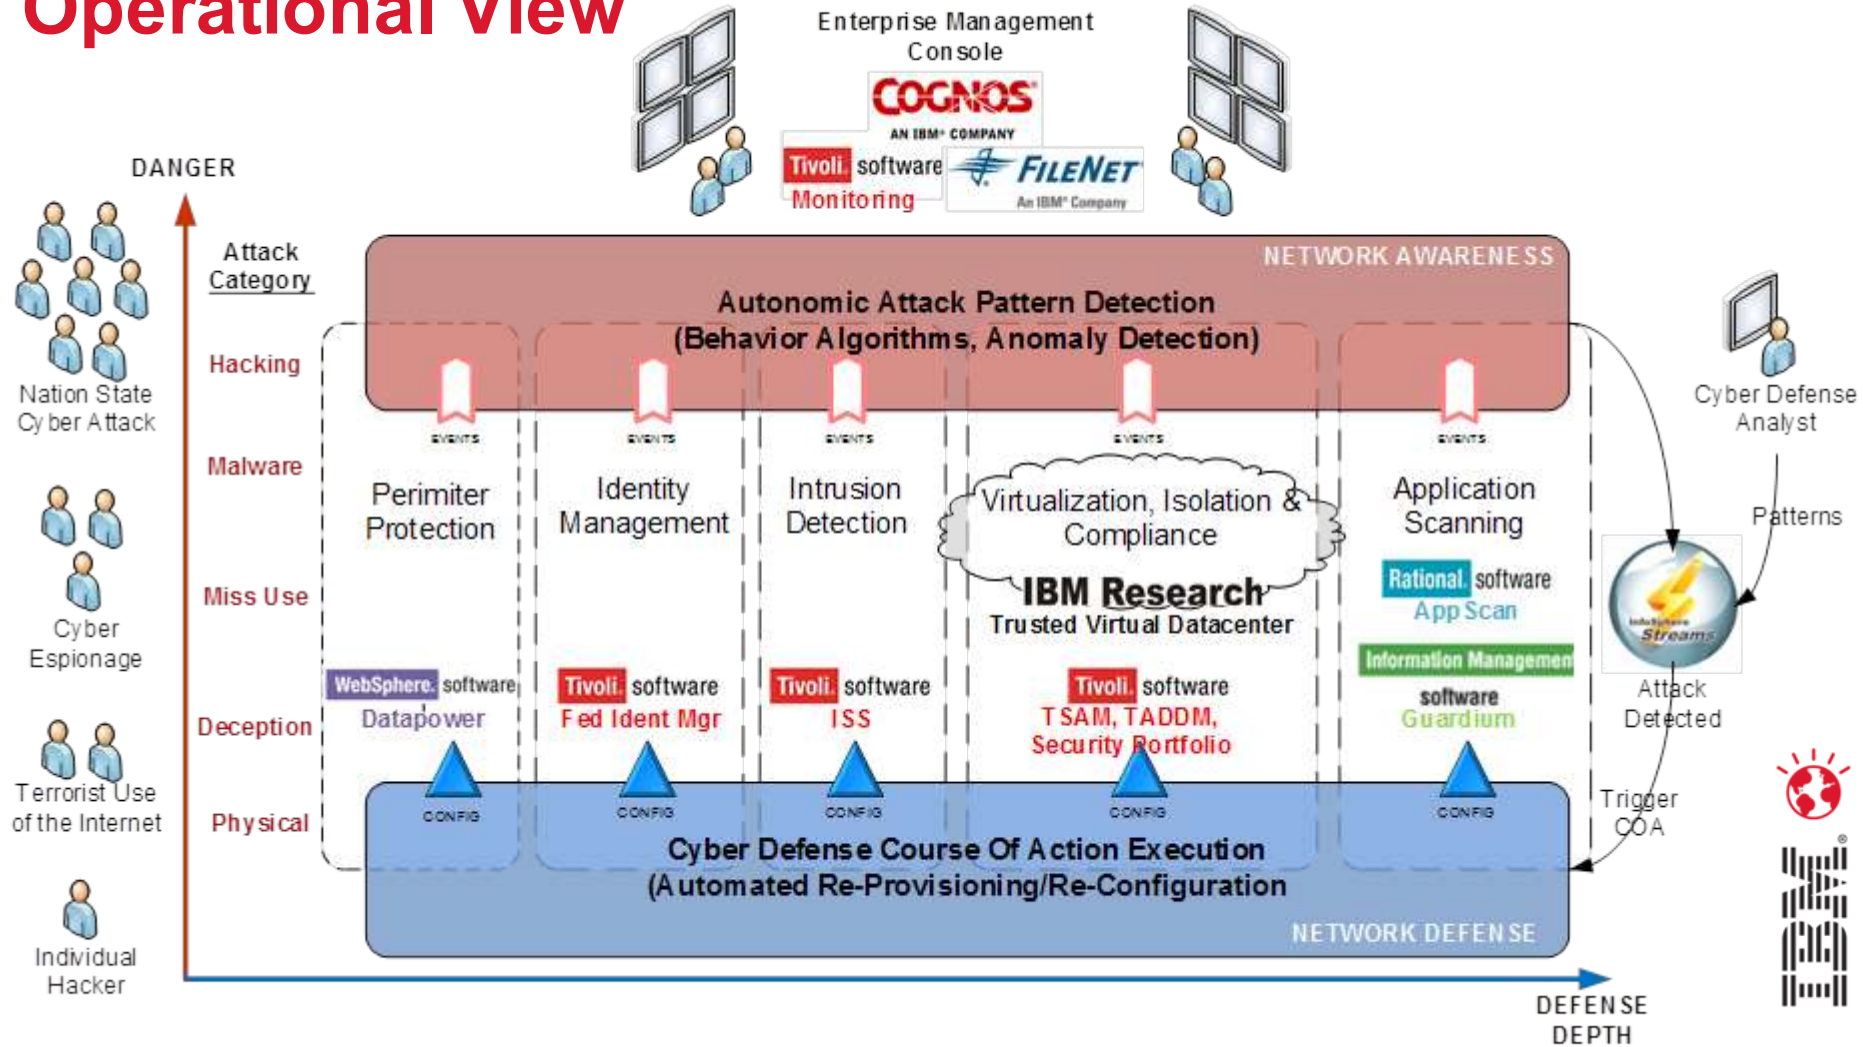 Operational View
Enterprise Management
Console
COGNOS
AN IBM® COMPANY
Tivoli. software
Monitoring
FILENET
An IBM® Company
DANGER
Attack
Category
Hacking
Malware
Miss Use
Deception
Physical
Nation State
Cyber Attack
Cyber
Espionage
Terrorist Use
of the Internet
Individual
Hacker
NETWORK AWARENESS
Autonomic Attack Pattern Detection
(Behavior Algorithms, Anomaly Detection)
EVENTS
EVENTS
EVENTS
EVENTS
EVENTS
Perimiter
Protection
WebSphere. software
Datapower
Identity
Management
Tivoli. software
Fed Ident Mgr
Intrusion
Detection
Tivoli. software
ISS
Virtualization, Isolation &
Compliance
IBM Research
Trusted Virtual Datacenter
Tivoli. software
TSAM, TADDM,
Security Portfolio
Application
Scanning
Rational. software
App Scan
Information Management
software
Guardium
CONFIG
CONFIG
CONFIG
CONFIG
CONFIG
Cyber Defense Course Of Action Execution
(Automated Re-Provisioning/Re-Configuration
NETWORK DEFENSE
Cyber Defense
Analyst
Patterns
InfoSphere
Streams
Attack
Detected
Trigger
COA
IBM®
DEFENSE
DEPTH